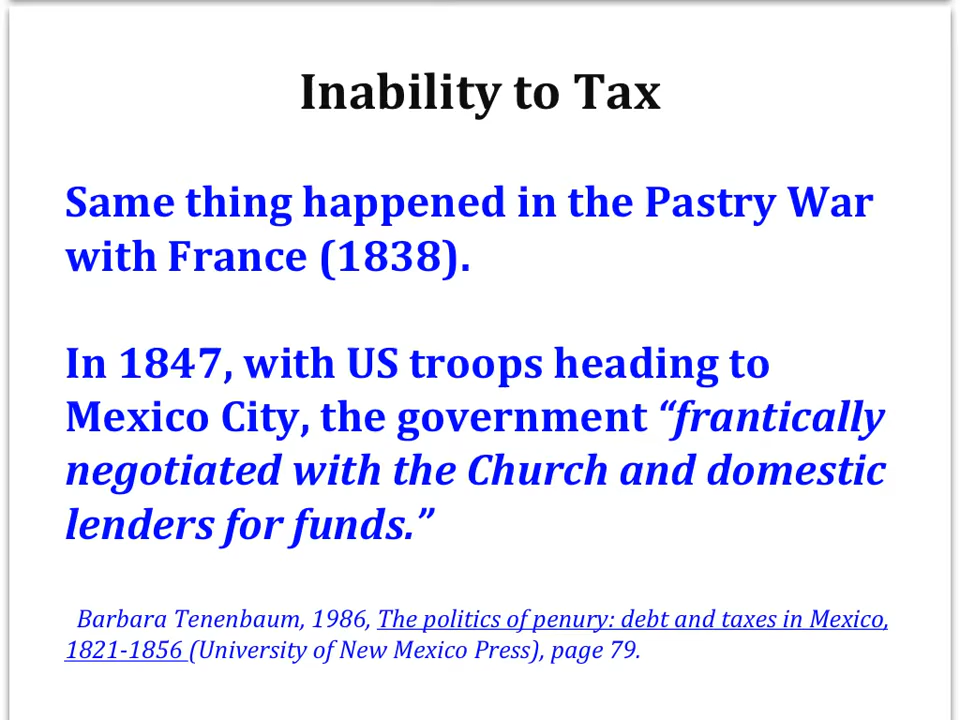 Inability to Tax
Same thing happened in the Pastry War
with France (1838).
In 1847, with US troops heading to
Mexico City, the government “frantically
negotiated with the Church and domestic
lenders for funds.”
Barbara Tenenbaum, 1986, The politics of penury: debt and taxes in Mexico,
1821-1856 (University of New Mexico Press), page 79.